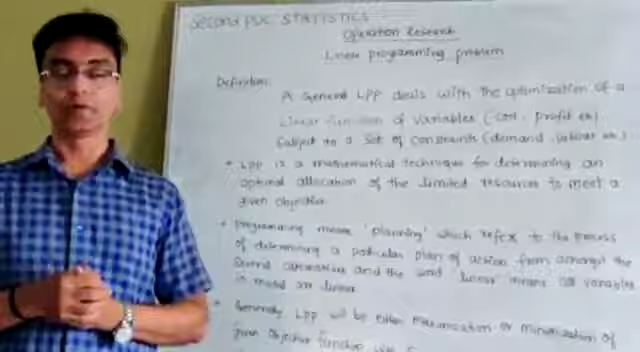 Second PUC STATISTICS
Operation Research
Linear programming problem
Definition:
A General LPP deals with the optimization of a
Linear function of variables (cost, profit etc)
Subject to a set of constraints (demand, labour etc)
• LPP is a mathematical technique for determining an
optimal allocation of the limited resources to meet a
given objective
• Programming means 'planning' which refer to the process
of determining a particular plan of action from amongst the
and the word 'linear' means all variables
in model are linear
• Generally LPP will be either maximization or minimization of
given objective function